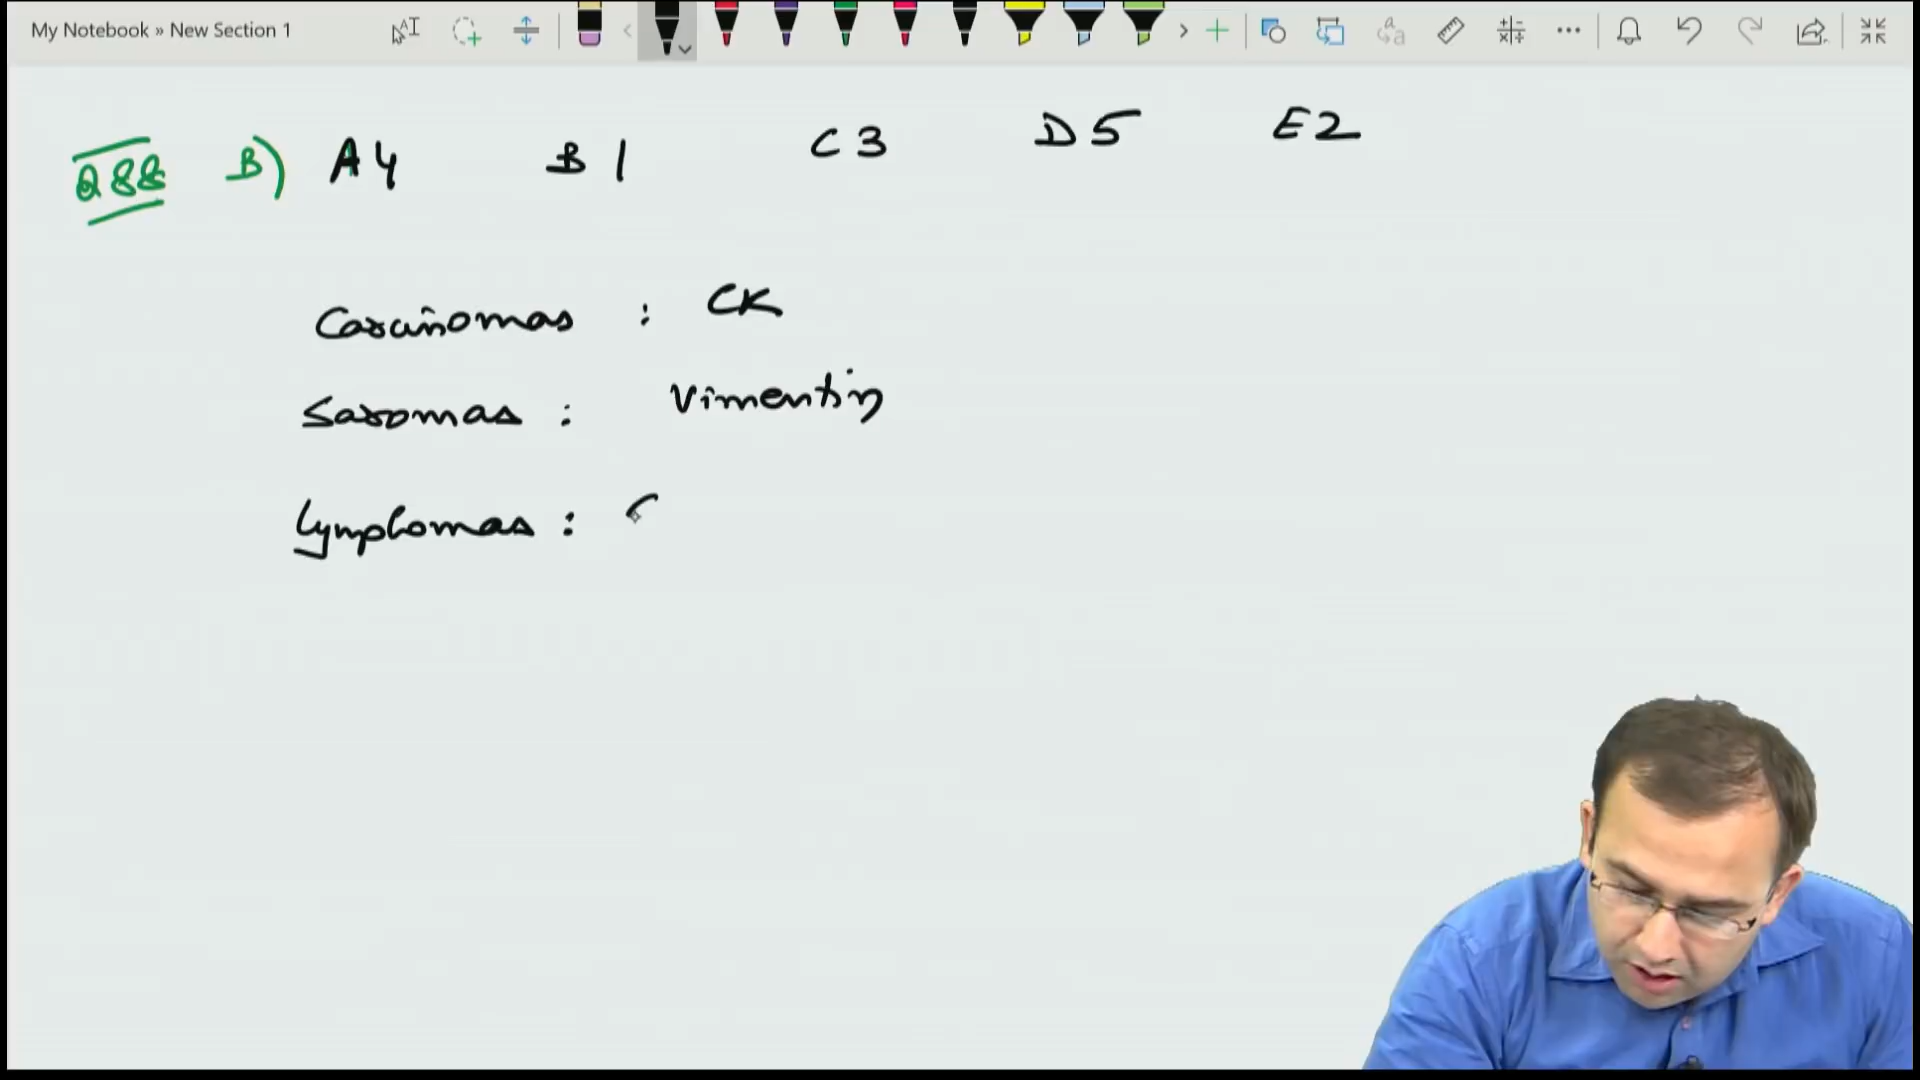 My Notebook » New Section 1
Q88 B) A4 B1 C3 D5 E2
Carcinomas : CK
Sarcomas : Vimentin
Lymphomas :